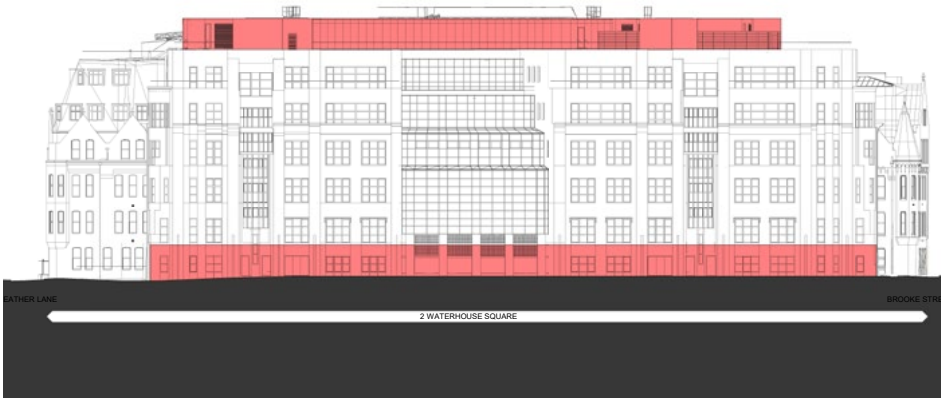 EATHER LANE
BROOKE STRE
2 WATERHOUSE SQUARE